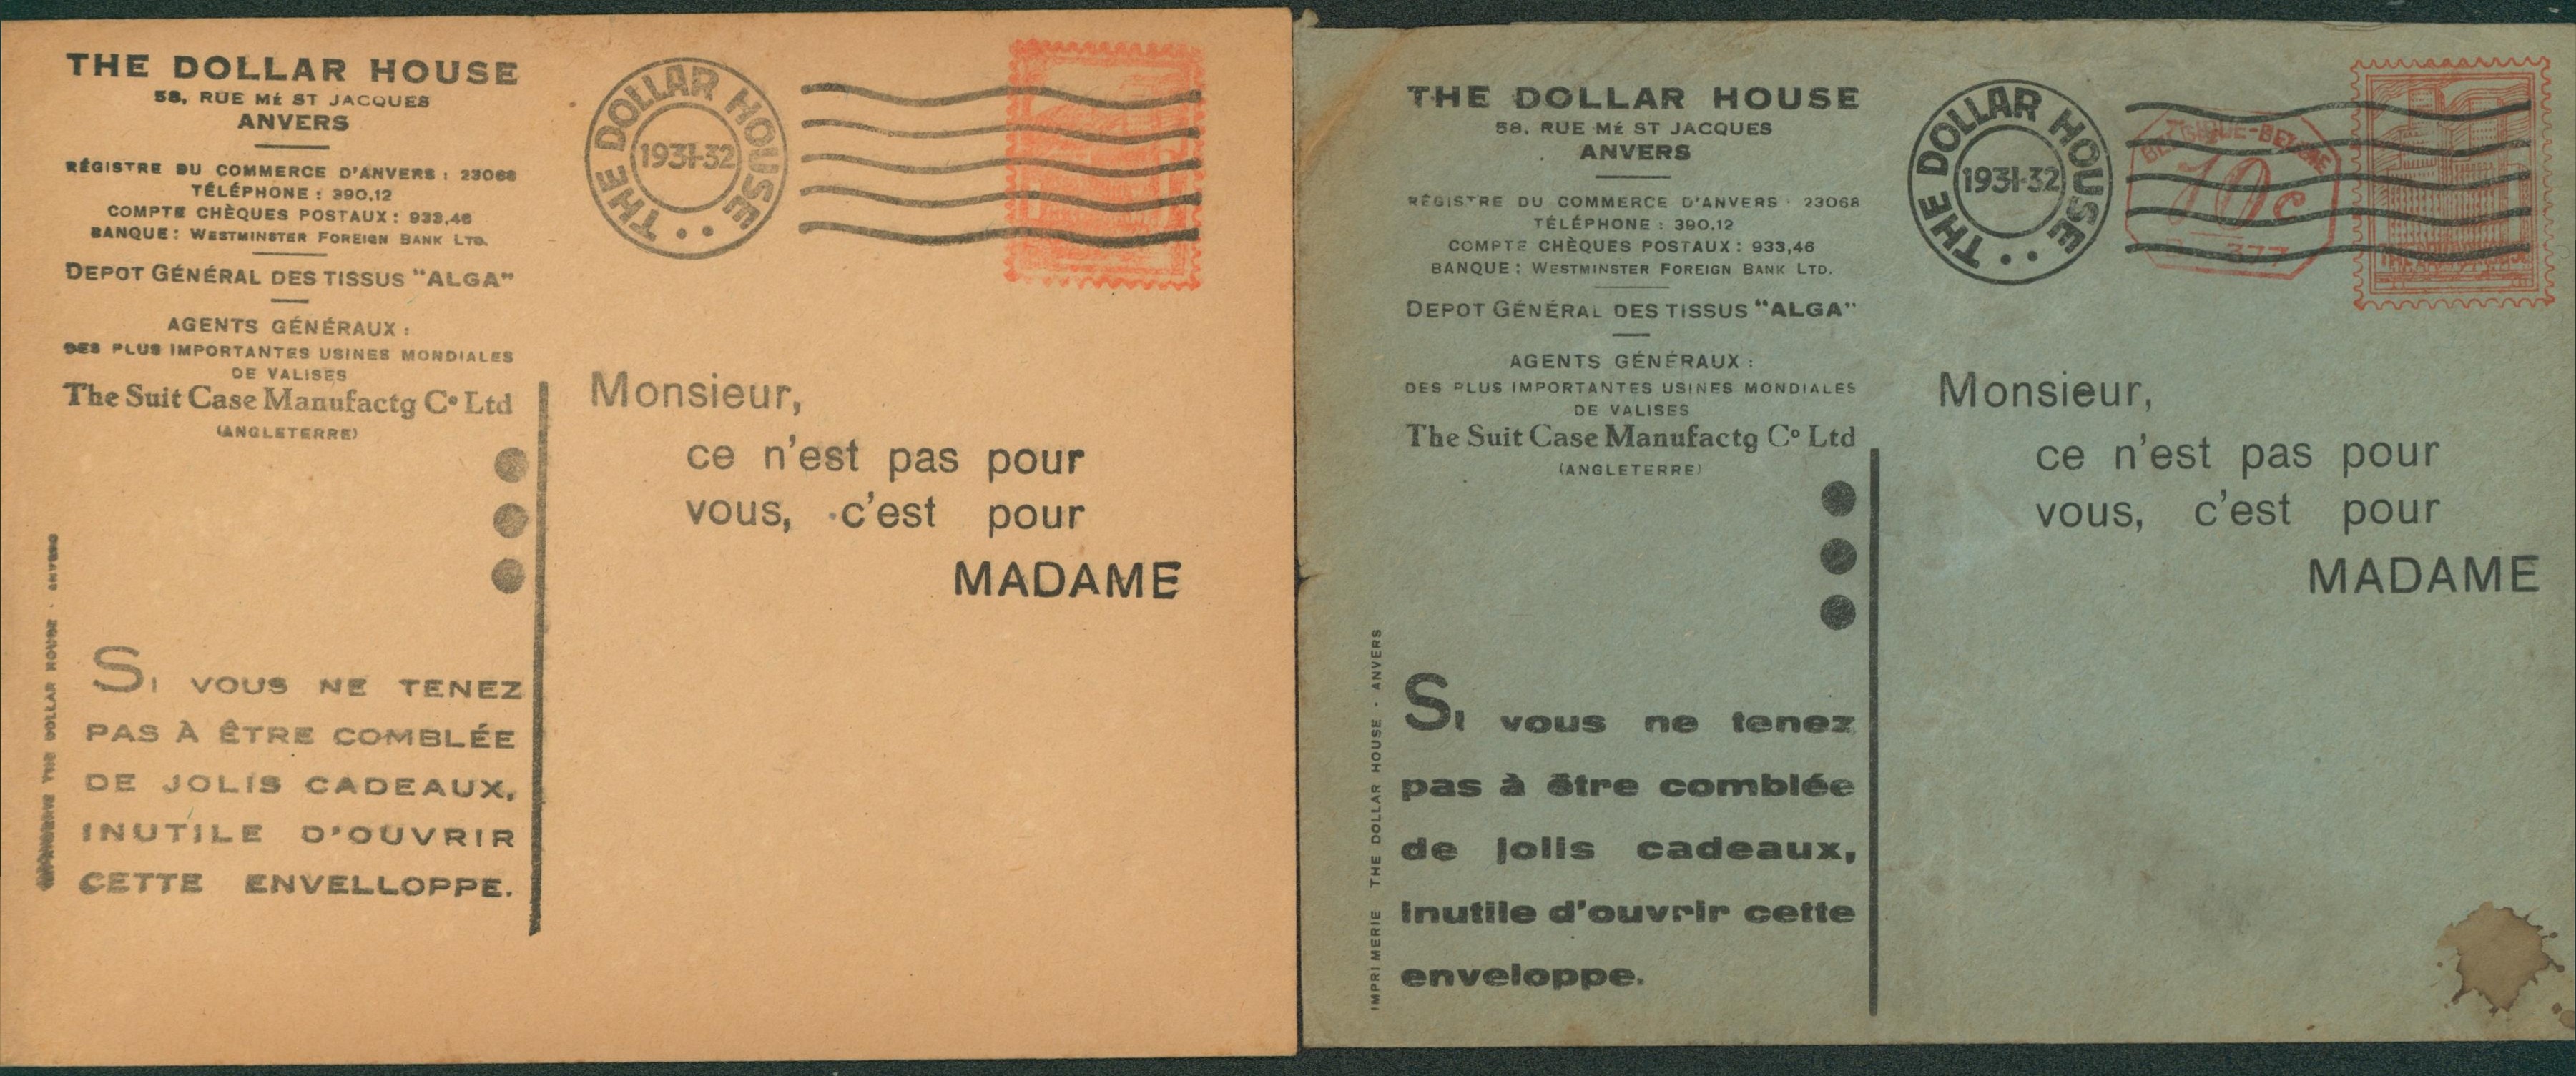 THE DOLLAR HOUSE
58, RUE Mé ST JACQUES
ANVERS
RÉGISTRE DU COMMERCE D'ANVERS : 23068
TÉLÉPHONE : 390.12
COMPTE CHÈQUES POSTAUX : 933,46
BANQUE : WESTMINSTER FOREIGN BANK LTD.
DEPOT GÉNÉRAL DES TISSUS "ALGA"
AGENTS GÉNÉRAUX :
DES PLUS IMPORTANTES USINES MONDIALES
DE VALISES
The Suit Case Manufactg Co Ltd
(ANGLETERRE)
THE DOLLAR HOUSE
1931-32
Monsieur,
ce n'est pas pour
vous, c'est pour
MADAME
SI VOUS NE TENEZ
PAS À ÊTRE COMBLÉE
DE JOLIS CADEAUX,
INUTILE D'OUVRIR
CETTE ENVELLOPPE.
THE DOLLAR HOUSE - ANVERS
THE DOLLAR HOUSE
58, RUE Mé ST JACQUES
ANVERS
RÉGISTRE DU COMMERCE D'ANVERS : 23068
TÉLÉPHONE : 390.12
COMPTE CHÈQUES POSTAUX : 933,46
BANQUE : WESTMINSTER FOREIGN BANK LTD.
DEPOT GÉNÉRAL DES TISSUS "ALGA"
AGENTS GÉNÉRAUX :
DES PLUS IMPORTANTES USINES MONDIALES
DE VALISES
The Suit Case Manufactg Co Ltd
(ANGLETERRE)
THE DOLLAR HOUSE
1931-32
BELGIQUE-BELGIE
10c
377
Monsieur,
ce n'est pas pour
vous, c'est pour
MADAME
Si vous ne tenez
pas à être comblée
de jolis cadeaux,
inutile d'ouvrir cette
enveloppe.
IMPRIMERIE THE DOLLAR HOUSE - ANVERS